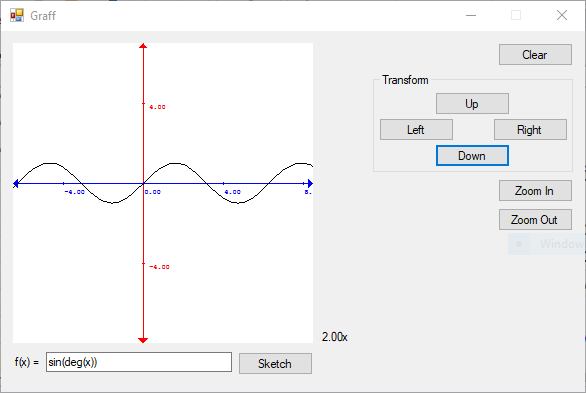 Graff
Clear
Transform
Up
Left
Right
Down
Zoom In
Zoom Out
Window
4.00
-4.00
0.00
4.00
8.
-4.00
2.00x
f(x) =
sin(deg(x))
Sketch